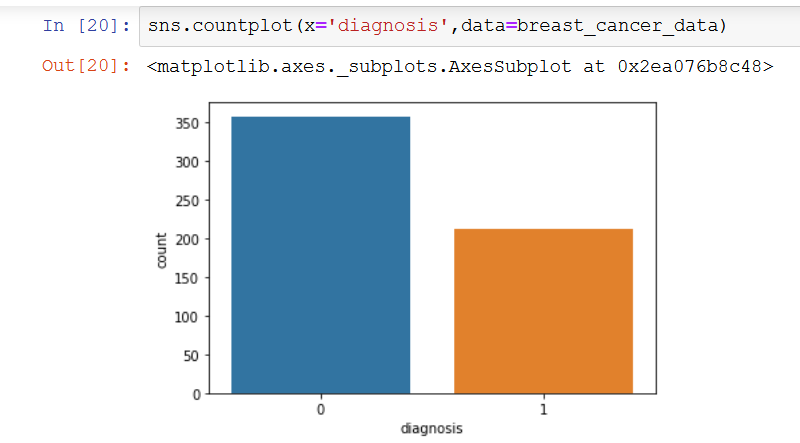 In [20]: sns.countplot(x='diagnosis',data=breast_cancer_data)
Out[20]: <matplotlib.axes._subplots.AxesSubplot at 0x2ea076b8c48>
350
300
250
200
150
100
50
0
count
0 1
diagnosis